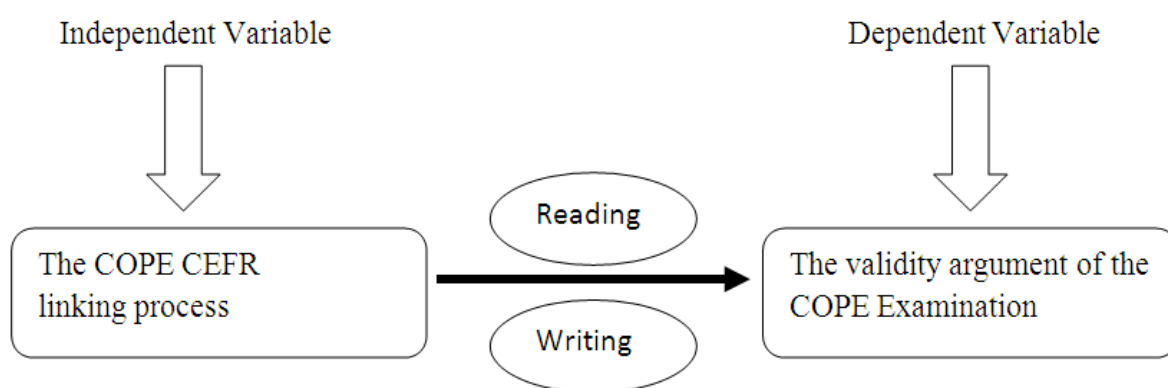 Independent Variable
Dependent Variable
The COPE CEFR
linking process
Reading
Writing
The validity argument of the
COPE Examination